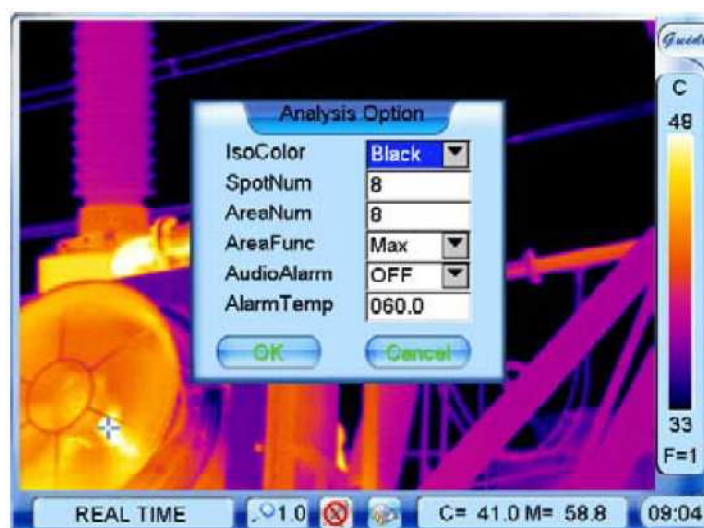 Guide
Analysis Option
IsoColor Black
SpotNum 8
AreaNum 8
AreaFunc Max
AudioAlarm OFF
AlarmTemp 060.0
OK Cancel
C
48
33
F=1
REAL TIME 1.0 C= 41.0 M= 58.8 09:04